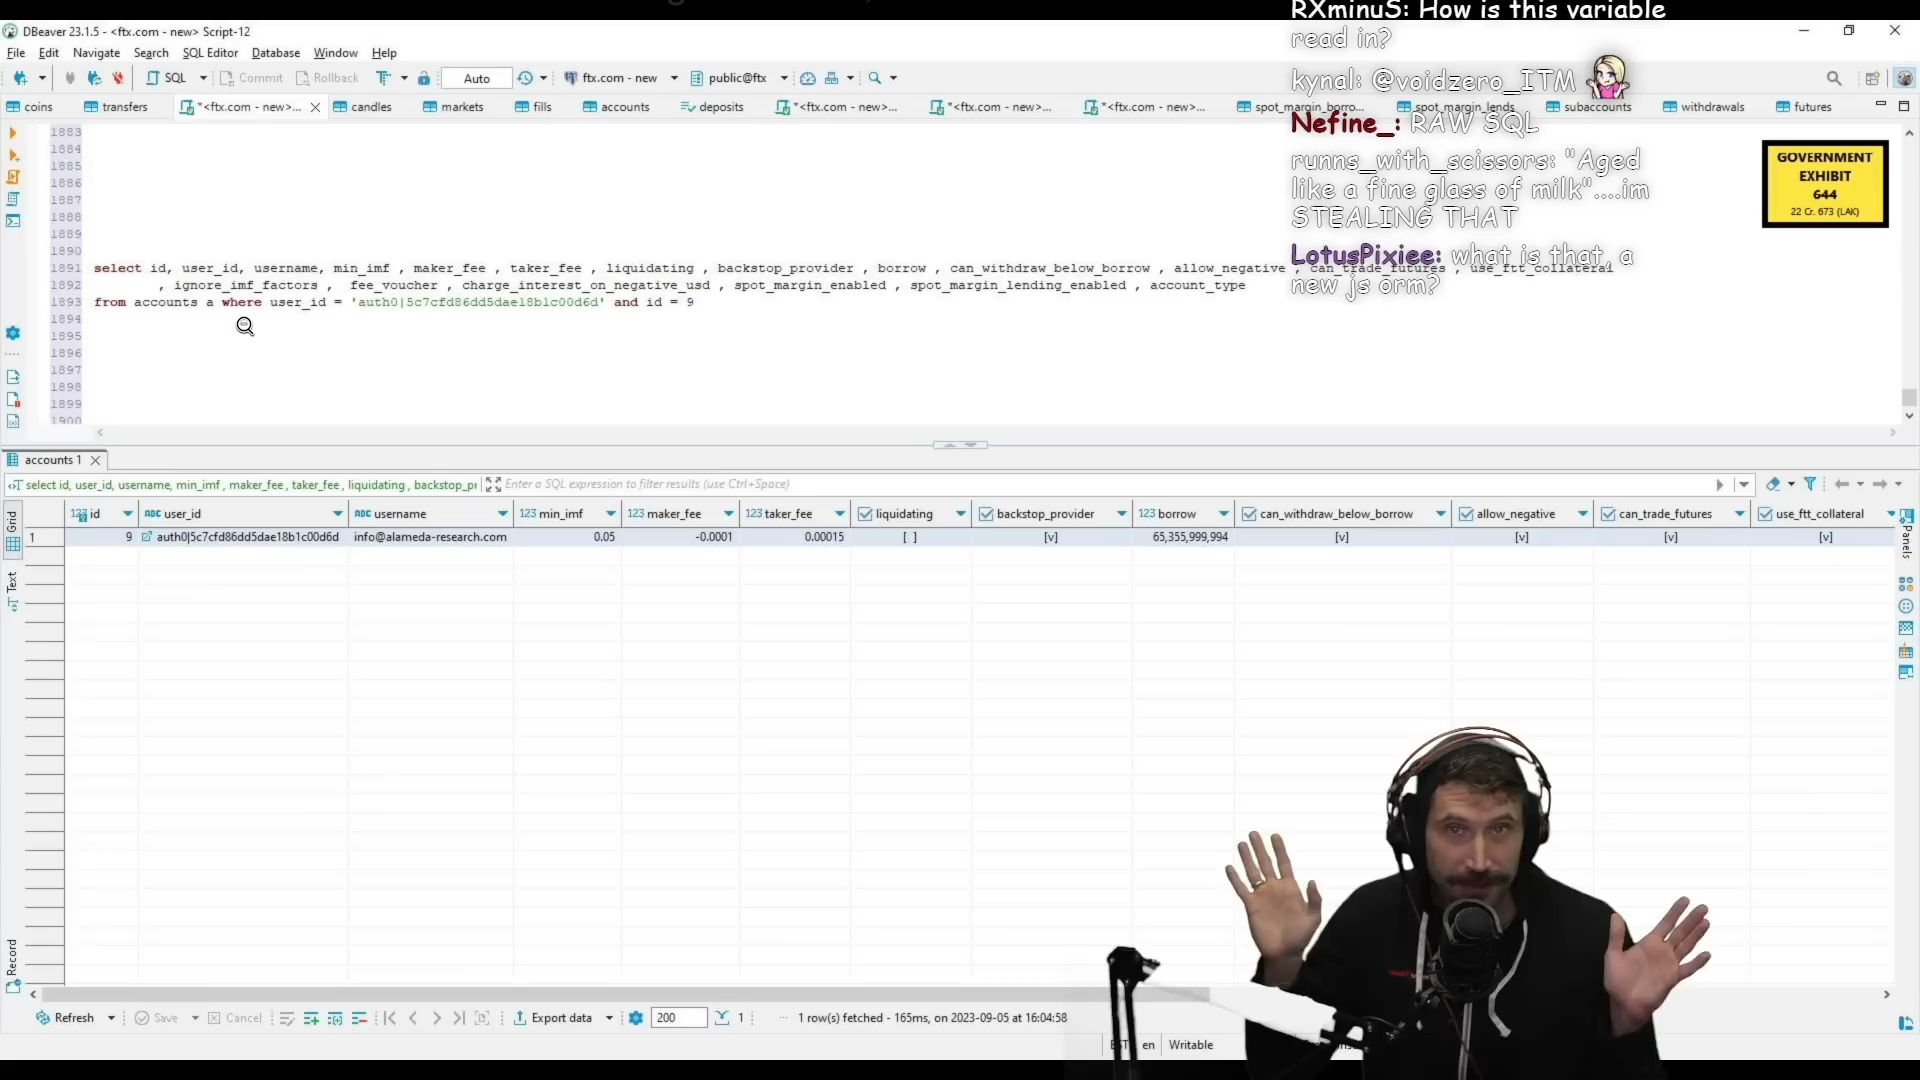 RXminuS: How is this variable
read in?
DBeaver 23.1.5 - <ftx.com - new> Script-12
File Edit Navigate Search SQL Editor Database Window Help
kynal: @voidzero_ITM
SQL Commit Rollback Auto ftx.com - new public@ftx
coins transfers *<ftx.com - new>... candles markets fills accounts deposits *<ftx.com - new>... *<ftx.com - new>... *<ftx.com - new>... spot_margin_borro... spot_margin_lends subaccounts withdrawals futures
Nefine_: RAW SQL
runns_with_scissors: "Aged
like a fine glass of milk"....im
STEALING THAT
LotusPixiee: what is that, a
new js orm?
GOVERNMENT
EXHIBIT
644
22 Cr. 673 (LAK)
1883
1884
1885
1886
1887
1888
1889
1890
1891 select id, user_id, username, min_imf , maker_fee , taker_fee , liquidating , backstop_provider , borrow , can_withdraw_below_borrow , allow_negative , can_trade_futures , use_ftt_collateral
1892 , ignore_imf_factors , fee_voucher , charge_interest_on_negative_usd , spot_margin_enabled , spot_margin_lending_enabled , account_type
1893 from accounts a where user_id = 'auth0|5c7cfd86dd5dae18b1c00d6d' and id = 9
1894
1895
1896
1897
1898
1899
1900
accounts 1
select id, user_id, username, min_imf , maker_fee , taker_fee , liquidating , backstop_pr Enter a SQL expression to filter results (use Ctrl+Space)
Grid
Text
Record
Panels
123 id ABC user_id ABC username 123 min_imf 123 maker_fee 123 taker_fee liquidating backstop_provider 123 borrow can_withdraw_below_borrow allow_negative can_trade_futures use_ftt_collateral
1 9 auth0|5c7cfd86dd5dae18b1c00d6d info@alameda-research.com 0.05 -0.0001 0.00015 [ ] [v] 65,355,999,994 [v] [v] [v] [v]
Refresh Save Cancel Export data 200 1 ... 1 row(s) fetched - 165ms, on 2023-09-05 at 16:04:58
en Writable